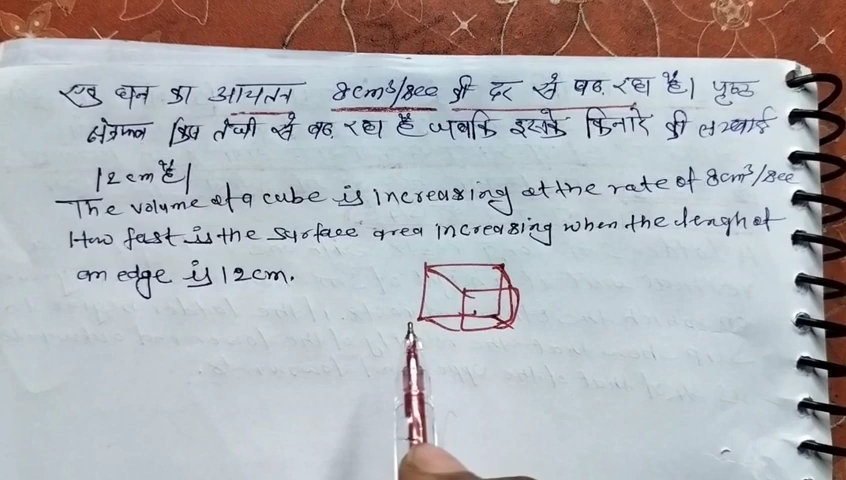 एक घन का आयतन 8cm³/sec की दर से बढ़ रहा है। पृष्ठ
क्षेत्रफल किस तेजी से बढ़ रहा है जबकि इसके किनारे की लम्बाई
12cm है।
The volume of a cube is increasing at the rate of 8cm³/sec
How fast is the surface area increasing when the lengh of
an edge is 12cm.